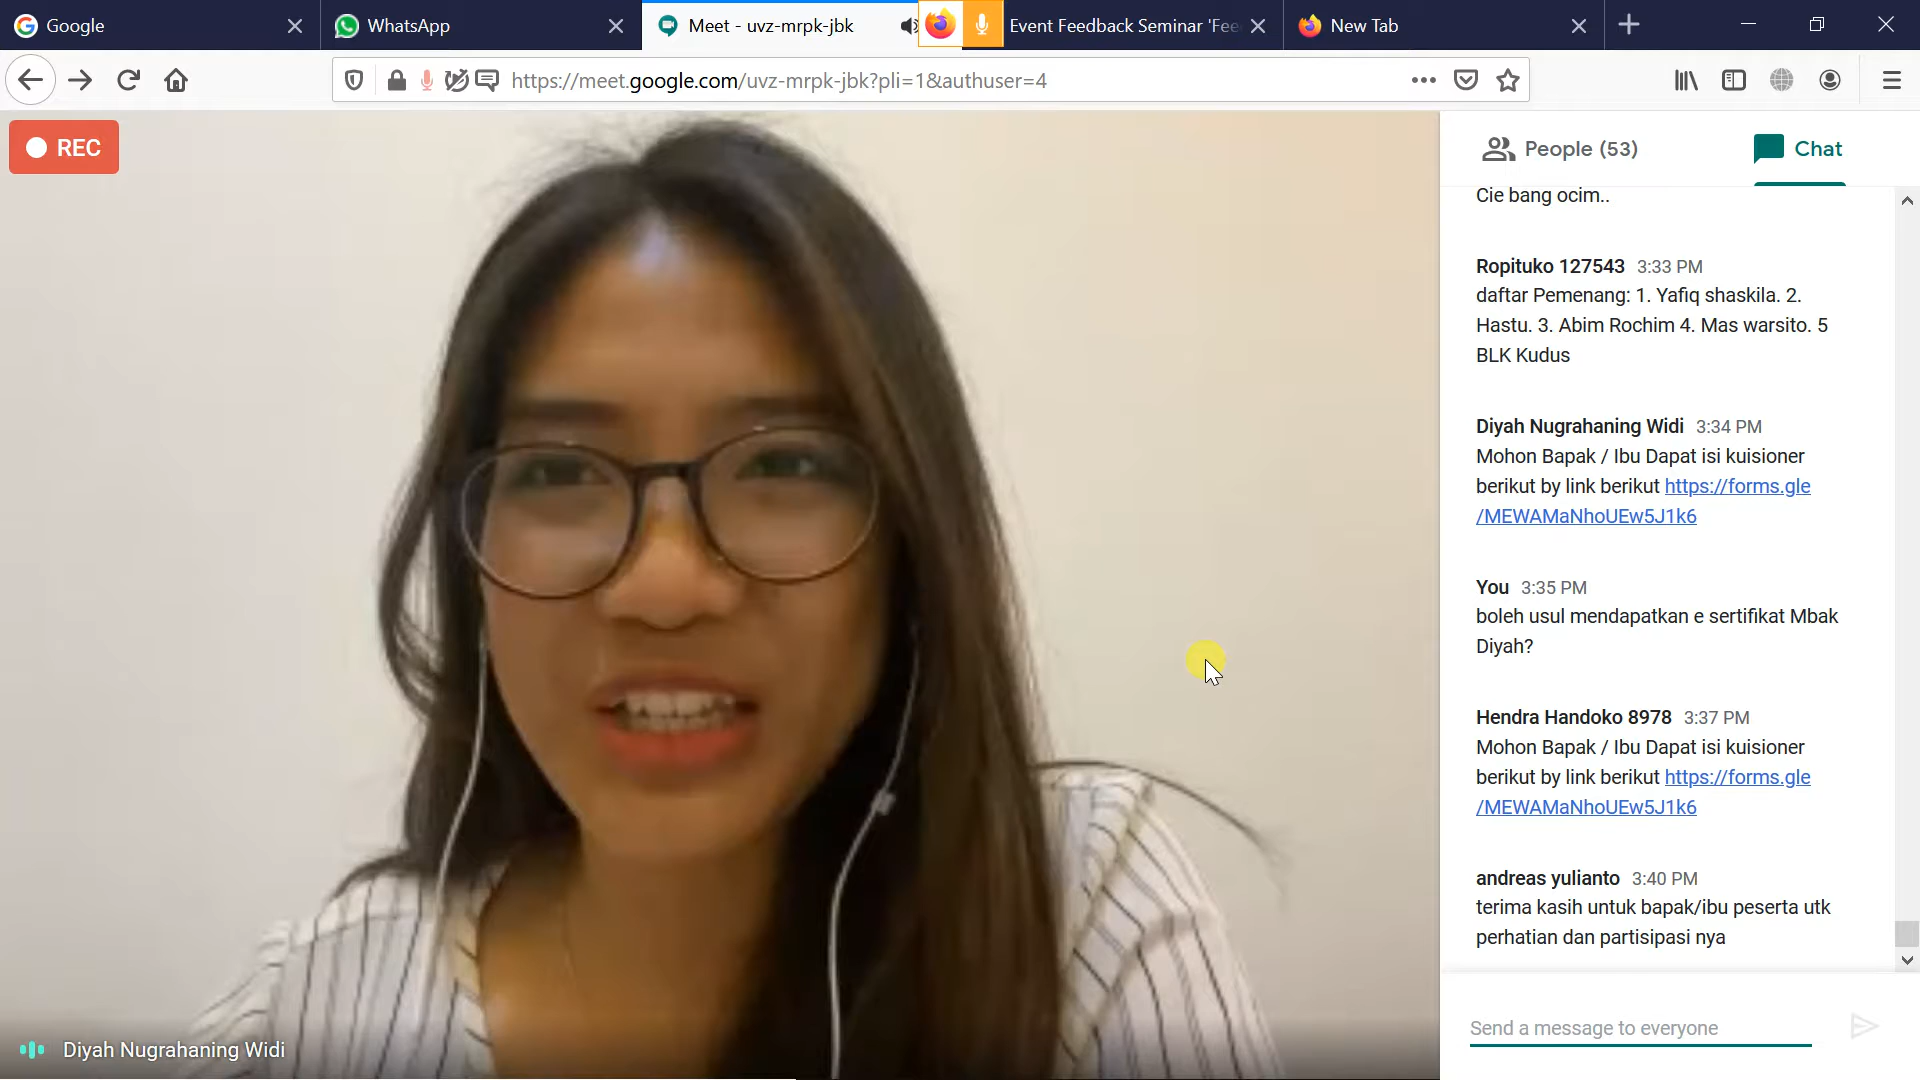 Google
WhatsApp
Meet - uvz-mrpk-jbk
Event Feedback Seminar 'Fee
New Tab
https://meet.google.com/uvz-mrpk-jbk?pli=1&authuser=4
REC
People (53)
Chat
Cie bang ocim..
Ropituko 127543 3:33 PM
daftar Pemenang: 1. Yafiq shaskila. 2.
Hastu. 3. Abim Rochim 4. Mas warsito. 5
BLK Kudus
Diyah Nugrahaning Widi 3:34 PM
Mohon Bapak / Ibu Dapat isi kuisioner
berikut by link berikut https://forms.gle
/MEWAMaNhoUEw5J1k6
You 3:35 PM
boleh usul mendapatkan e sertifikat Mbak
Diyah?
Hendra Handoko 8978 3:37 PM
Mohon Bapak / Ibu Dapat isi kuisioner
berikut by link berikut https://forms.gle
/MEWAMaNhoUEw5J1k6
andreas yulianto 3:40 PM
terima kasih untuk bapak/ibu peserta utk
perhatian dan partisipasi nya
Send a message to everyone
Diyah Nugrahaning Widi